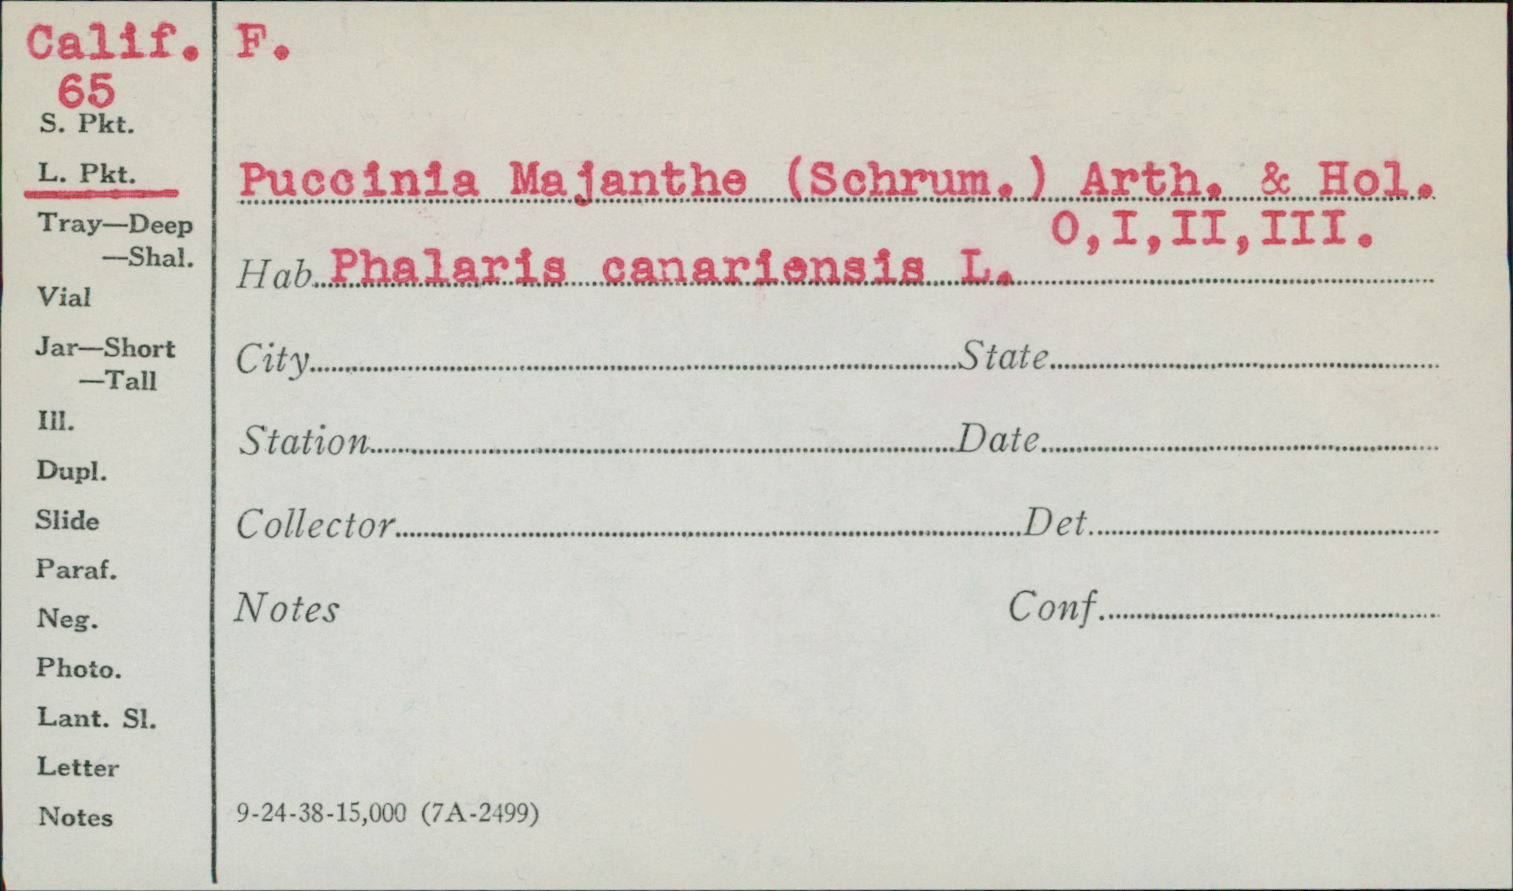 Calif. F.
65
S. Pkt.
L. Pkt.
Puccinia Majanthe (Schrum.) Arth. & Hol.
Tray—Deep
O,I,II,III.
—Shal.
Hab. Phalaris canariensis L.
Vial
Jar—Short
City State
—Tall
Ill.
Station Date
Dupl.
Slide
Collector Det.
Paraf.
Neg.
Notes Conf.
Photo.
Lant. Sl.
Letter
Notes
9-24-38-15,000 (7A-2499)